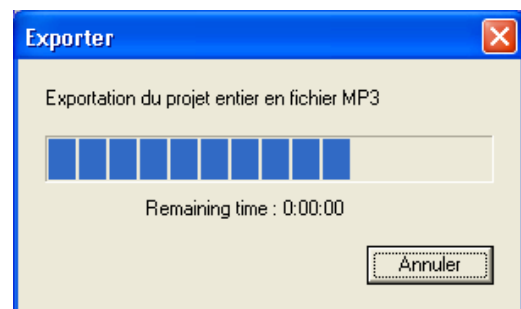 Exporter
Exportation du projet entier en fichier MP3
Remaining time : 0:00:00
Annuler